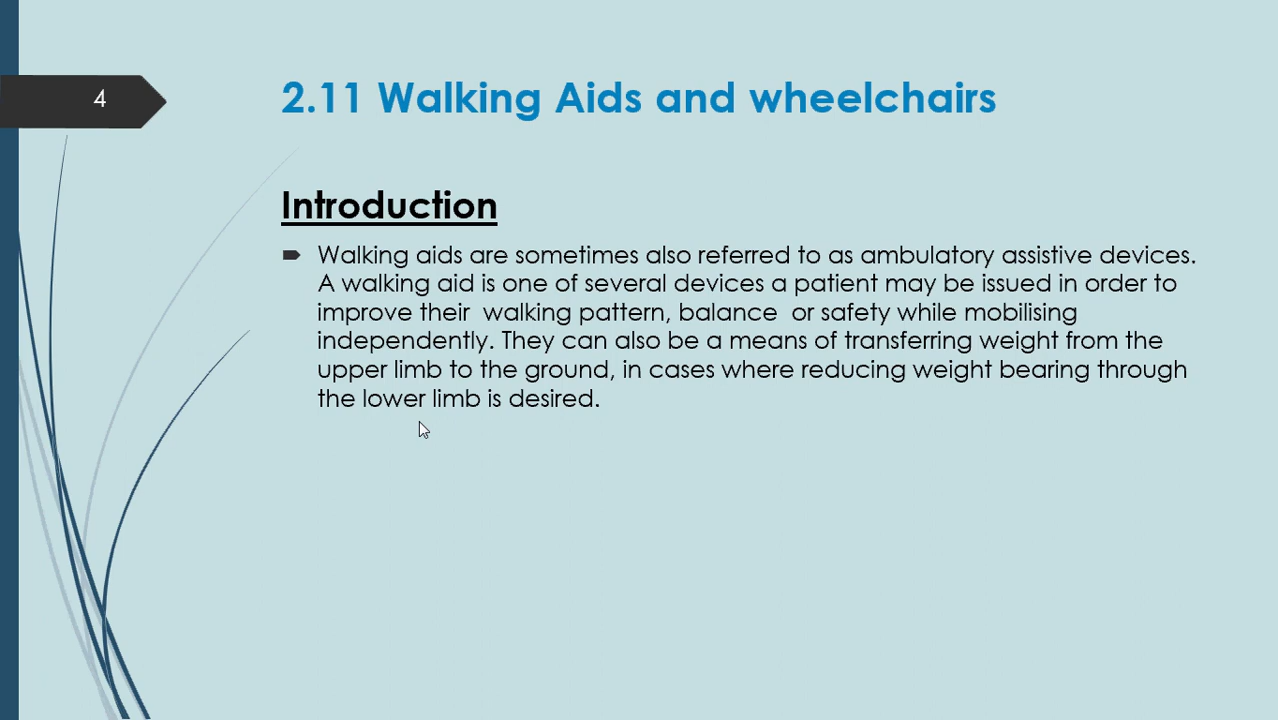 4
2.11 Walking Aids and wheelchairs
Introduction
Walking aids are sometimes also referred to as ambulatory assistive devices.
A walking aid is one of several devices a patient may be issued in order to
improve their  walking pattern, balance  or safety while mobilising
independently. They can also be a means of transferring weight from the
upper limb to the ground, in cases where reducing weight bearing through
the lower limb is desired.